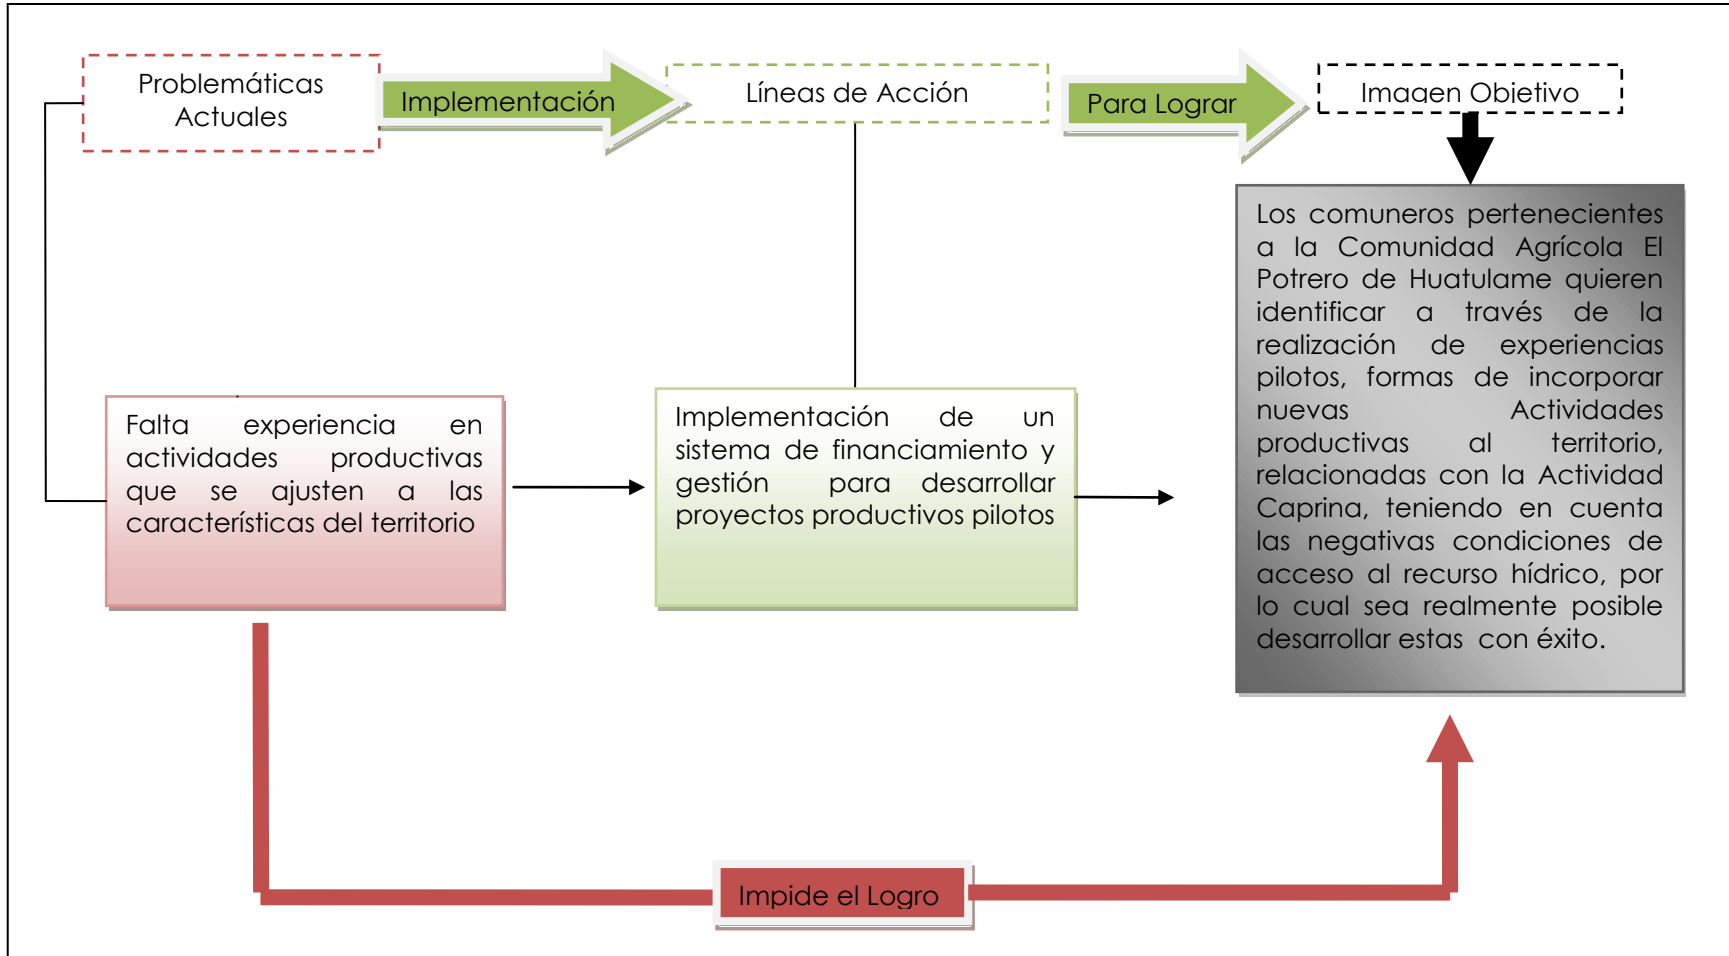 Problemáticas
Actuales
Implementación
Líneas de Acción
Para Lograr
Imagen Objetivo
Falta experiencia en
actividades productivas
que se ajusten a las
características del territorio
Implementación de un
sistema de financiamiento y
gestión para desarrollar
proyectos productivos pilotos
Los comuneros pertenecientes
a la Comunidad Agrícola El
Potrero de Huatulame quieren
identificar a través de la
realización de experiencias
pilotos, formas de incorporar
nuevas Actividades
productivas al territorio,
relacionadas con la Actividad
Caprina, teniendo en cuenta
las negativas condiciones de
acceso al recurso hídrico, por
lo cual sea realmente posible
desarrollar estas con éxito.
Impide el Logro